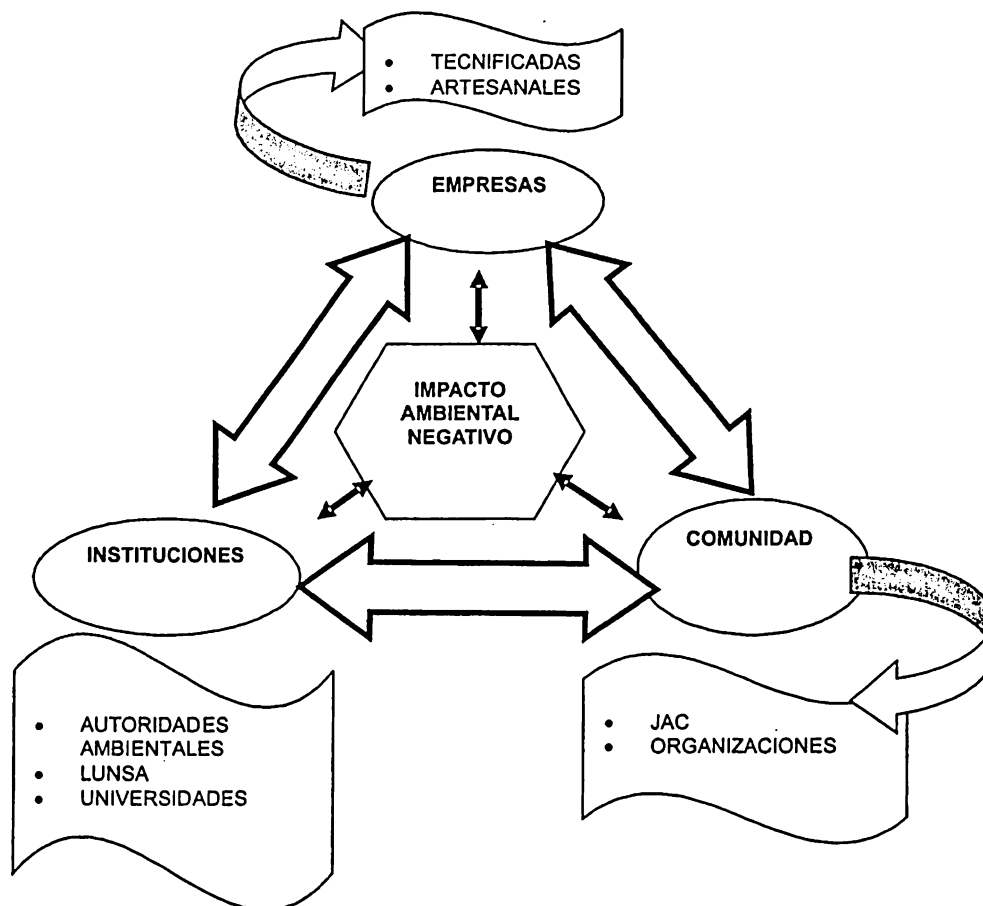 • TECNIFICADAS
• ARTESANALES
EMPRESAS
IMPACTO
AMBIENTAL
NEGATIVO
INSTITUCIONES
COMUNIDAD
• AUTORIDADES
AMBIENTALES
• LUNSA
• UNIVERSIDADES
• JAC
• ORGANIZACIONES